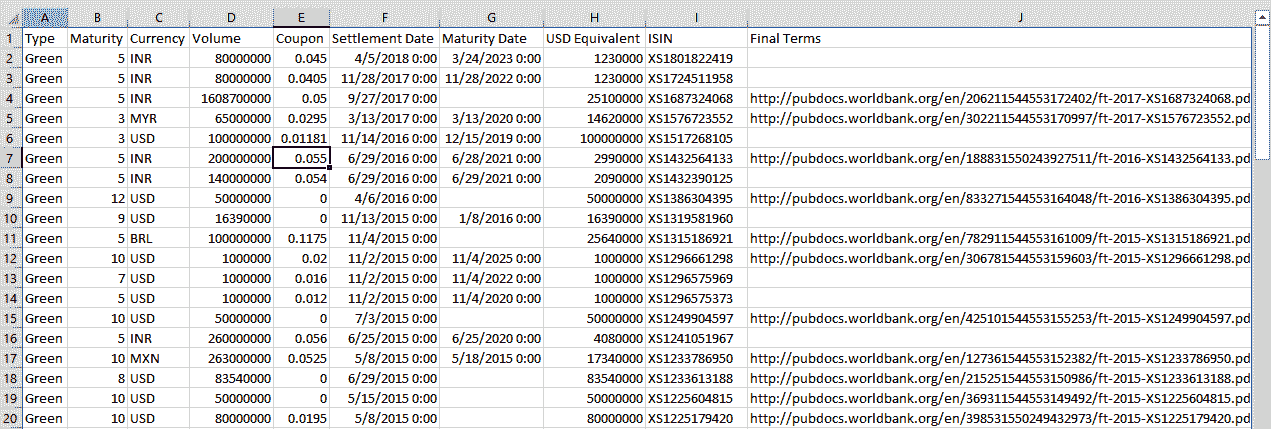 A B C D E F G H I J
1 Type Maturity Currency Volume Coupon Settlement Date Maturity Date USD Equivalent ISIN Final Terms
2 Green 5 INR 80000000 0.045 4/5/2018 0:00 3/24/2023 0:00 1230000 XS1801822419
3 Green 5 INR 80000000 0.0405 11/28/2017 0:00 11/28/2022 0:00 1230000 XS1724511958
4 Green 5 INR 1608700000 0.05 9/27/2017 0:00 25100000 XS1687324068 http://pubdocs.worldbank.org/en/206211544553172402/ft-2017-XS1687324068.pd
5 Green 3 MYR 65000000 0.0295 3/13/2017 0:00 3/13/2020 0:00 14620000 XS1576723552 http://pubdocs.worldbank.org/en/302211544553170997/ft-2017-XS1576723552.pd
6 Green 3 USD 100000000 0.01181 11/14/2016 0:00 12/15/2019 0:00 100000000 XS1517268105
7 Green 5 INR 200000000 0.055 6/29/2016 0:00 6/28/2021 0:00 2990000 XS1432564133 http://pubdocs.worldbank.org/en/188831550243927511/ft-2016-XS1432564133.pd
8 Green 5 INR 140000000 0.054 6/29/2016 0:00 6/29/2021 0:00 2090000 XS1432390125
9 Green 12 USD 50000000 0 4/6/2016 0:00 50000000 XS1386304395 http://pubdocs.worldbank.org/en/833271544553164048/ft-2016-XS1386304395.pd
10 Green 9 USD 16390000 0 11/13/2015 0:00 1/8/2016 0:00 16390000 XS1319581960
11 Green 5 BRL 100000000 0.1175 11/4/2015 0:00 25640000 XS1315186921 http://pubdocs.worldbank.org/en/782911544553161009/ft-2015-XS1315186921.pd
12 Green 10 USD 1000000 0.02 11/2/2015 0:00 11/4/2025 0:00 1000000 XS1296661298 http://pubdocs.worldbank.org/en/306781544553159603/ft-2015-XS1296661298.pd
13 Green 7 USD 1000000 0.016 11/2/2015 0:00 11/4/2022 0:00 1000000 XS1296575969
14 Green 5 USD 1000000 0.012 11/2/2015 0:00 11/4/2020 0:00 1000000 XS1296575373
15 Green 10 USD 50000000 0 7/3/2015 0:00 50000000 XS1249904597 http://pubdocs.worldbank.org/en/425101544553155253/ft-2015-XS1249904597.pd
16 Green 5 INR 260000000 0.056 6/25/2015 0:00 6/25/2020 0:00 4080000 XS1241051967
17 Green 10 MXN 263000000 0.0525 5/8/2015 0:00 5/18/2015 0:00 17340000 XS1233786950 http://pubdocs.worldbank.org/en/127361544553152382/ft-2015-XS1233786950.pd
18 Green 8 USD 83540000 0 6/29/2015 0:00 83540000 XS1233613188 http://pubdocs.worldbank.org/en/215251544553150986/ft-2015-XS1233613188.pd
19 Green 10 USD 50000000 0 5/15/2015 0:00 50000000 XS1225604815 http://pubdocs.worldbank.org/en/369311544553149492/ft-2015-XS1225604815.pd
20 Green 10 USD 80000000 0.0195 5/8/2015 0:00 80000000 XS1225179420 http://pubdocs.worldbank.org/en/398531550249432973/ft-2015-XS1225179420.pd